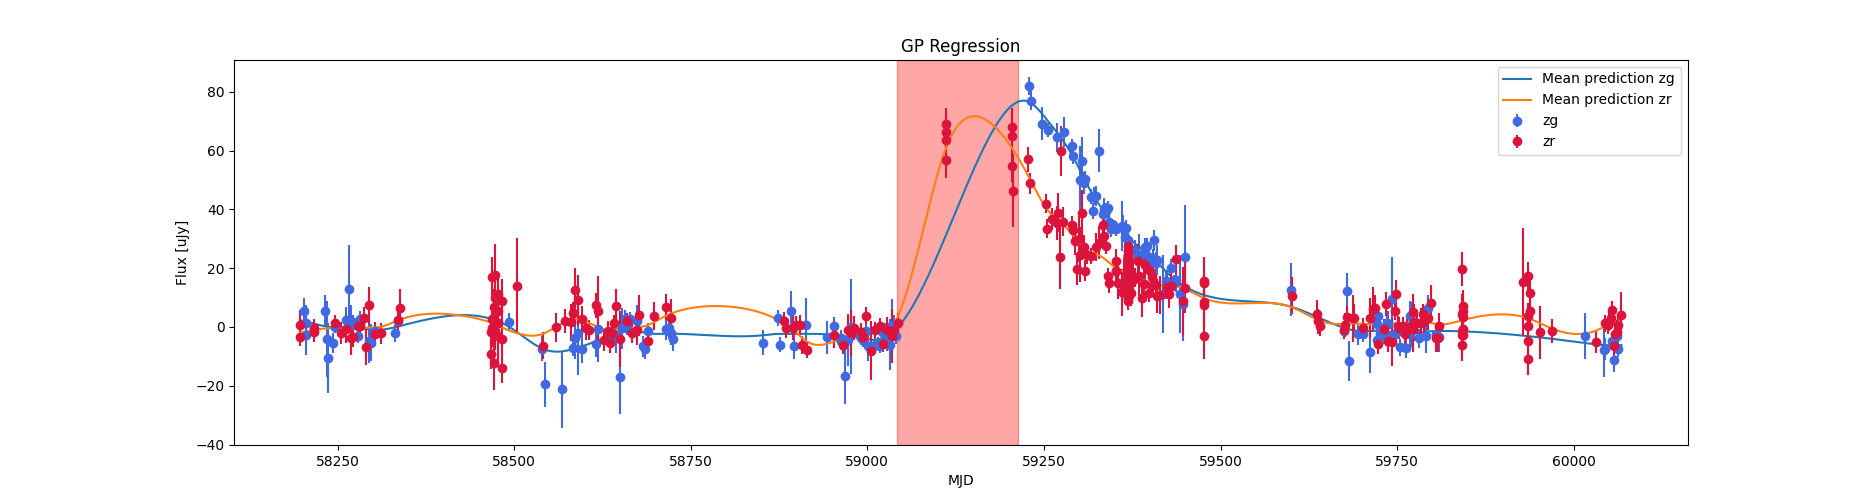 GP Regression
Flux [uJy]
80
60
40
20
0
−20
−40
Mean prediction zg
Mean prediction zr
zg
zr
58250
58500
58750
59000
59250
59500
59750
60000
MJD